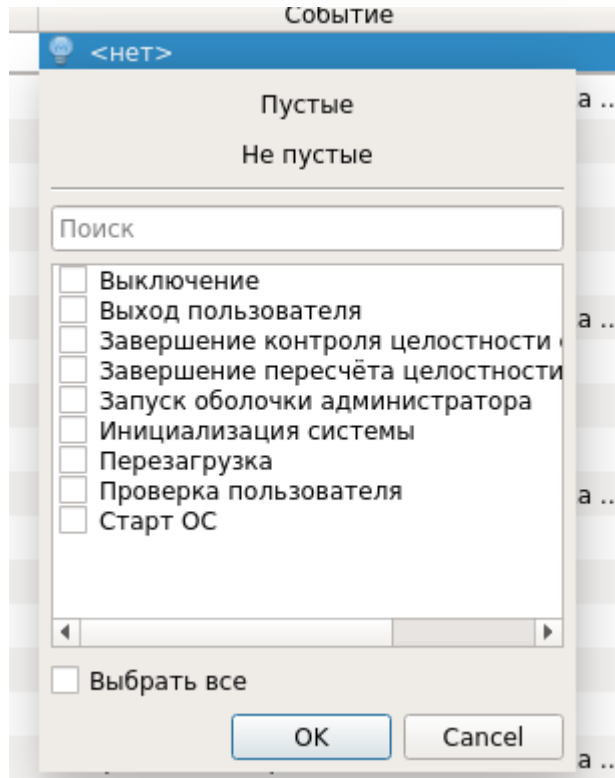 Событие
<нет>
Пустые
а ..
Не пустые
Поиск
Выключение
Выход пользователя
а ..
Завершение контроля целостности
Завершение пересчёта целостности
Запуск оболочки администратора
Инициализация системы
Перезагрузка
Проверка пользователя
а ..
Старт ОС
Выбрать все
OK
Cancel
а ..